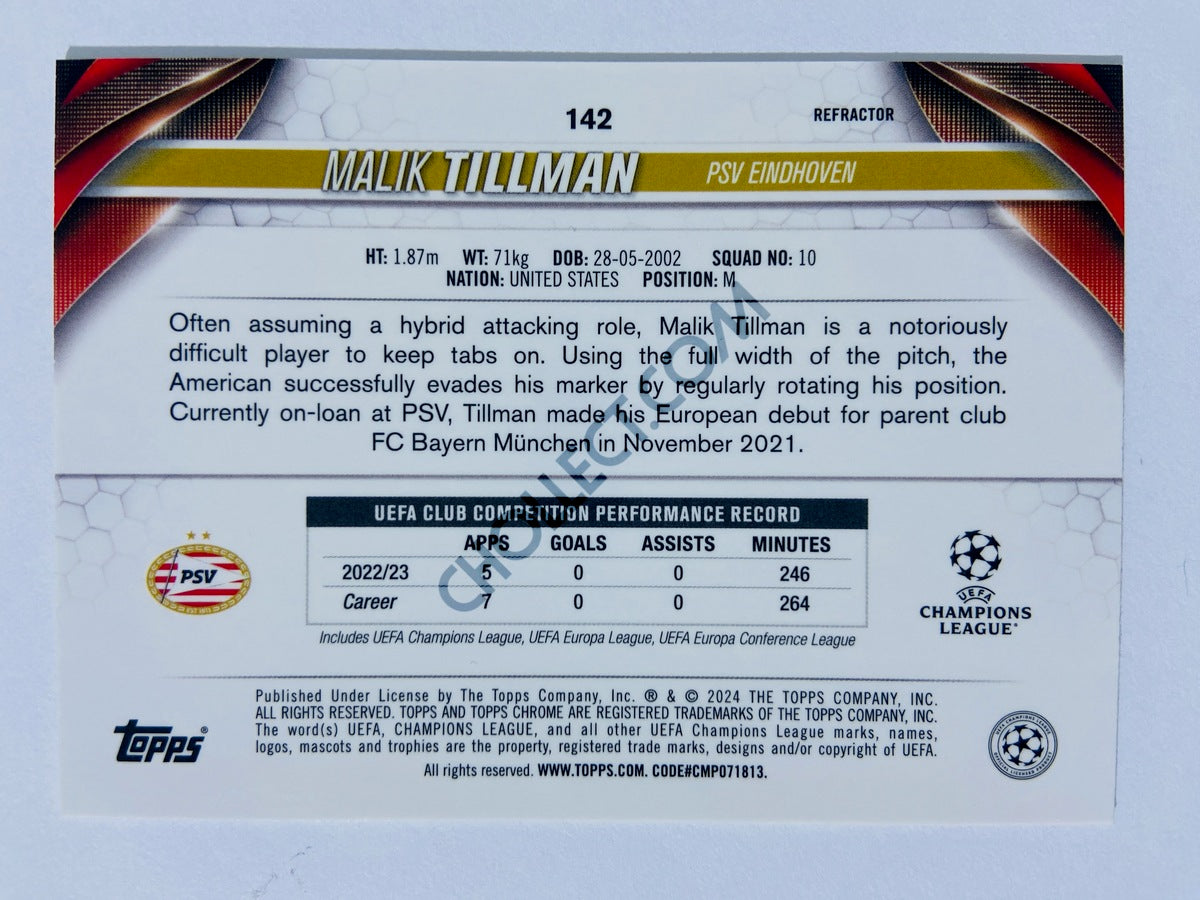 142
REFRACTOR
MALIK TILLMAN PSV EINDHOVEN
HT: 1.87m WT: 71kg DOB: 28-05-2002 SQUAD NO: 10
NATION: UNITED STATES POSITION: M
Often assuming a hybrid attacking role, Malik Tillman is a notoriously
difficult player to keep tabs on. Using the full width of the pitch, the
American successfully evades his marker by regularly rotating his position.
Currently on-loan at PSV, Tillman made his European debut for parent club
FC Bayern München in November 2021.
CHOLLECT.COM
UEFA CLUB COMPETITION PERFORMANCE RECORD
APPS GOALS ASSISTS MINUTES
2022/23 5 0 0 246
Career 7 0 0 264
Includes UEFA Champions League, UEFA Europa League, UEFA Europa Conference League
PSV
UEFA
CHAMPIONS
LEAGUE®
Published Under License by The Topps Company, Inc. ® & © 2024 THE TOPPS COMPANY, INC.
ALL RIGHTS RESERVED. TOPPS AND TOPPS CHROME ARE REGISTERED TRADEMARKS OF THE TOPPS COMPANY, INC.
The word(s) UEFA, CHAMPIONS LEAGUE, and all other UEFA Champions League marks, names,
logos, mascots and trophies are the property, registered trade marks, designs and/or copyright of UEFA.
All rights reserved. WWW.TOPPS.COM. CODE#CMP071813.
topps®
UEFA CHAMPIONS LEAGUE
OFFICIAL LICENSED PRODUCT